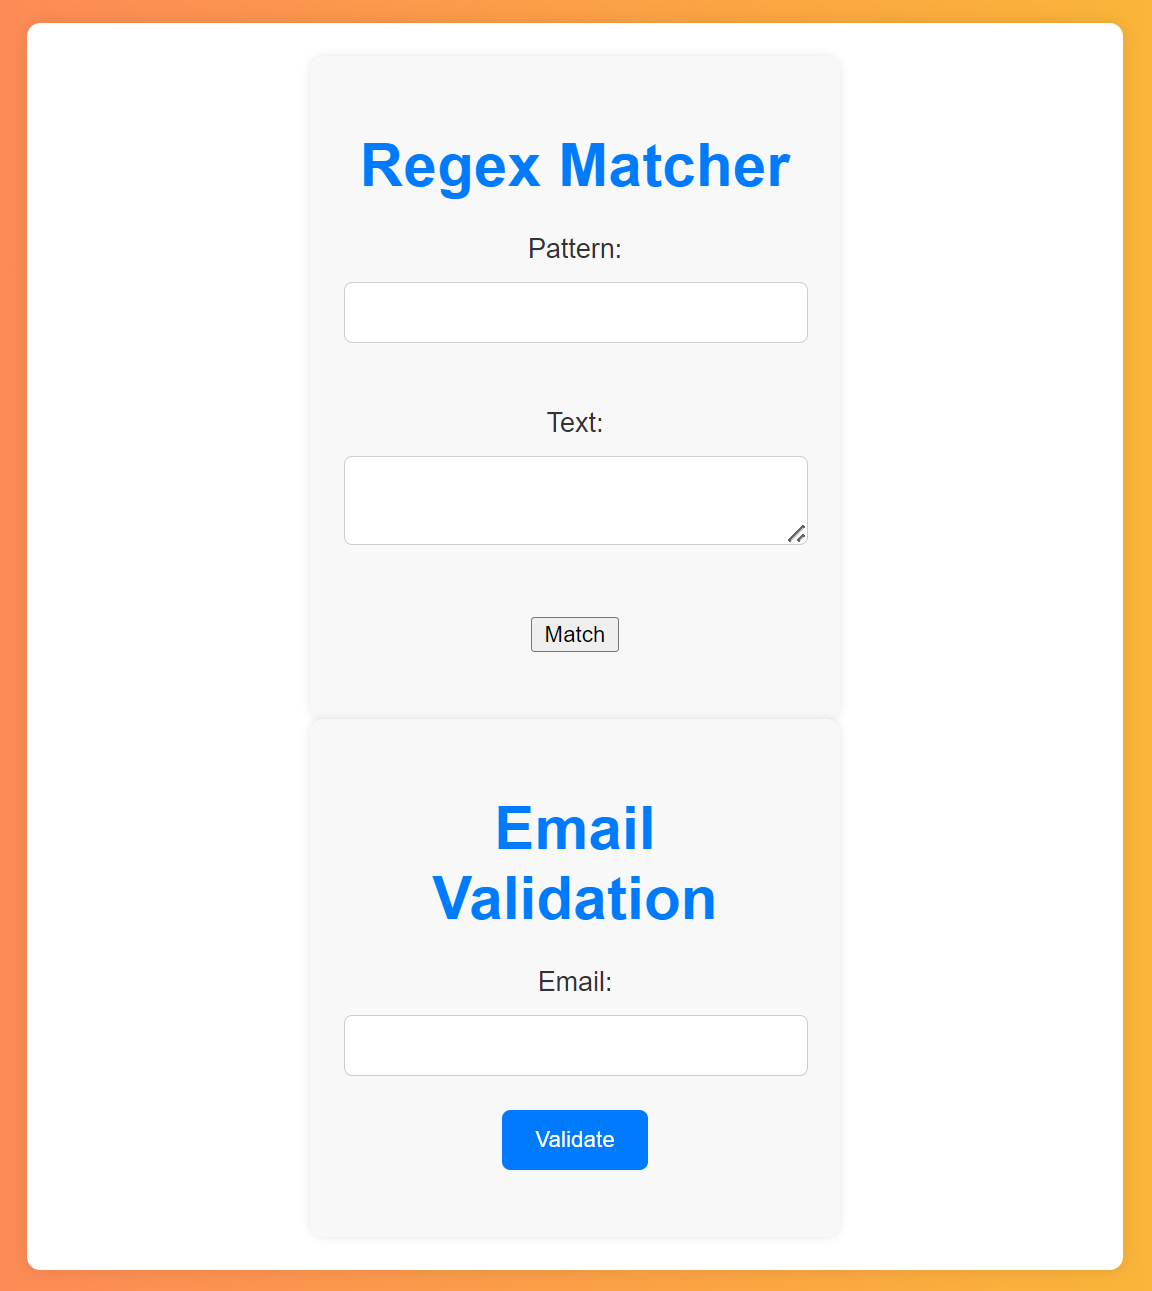 Regex Matcher
Pattern:
Text:
Match
Email
Validation
Email:
Validate